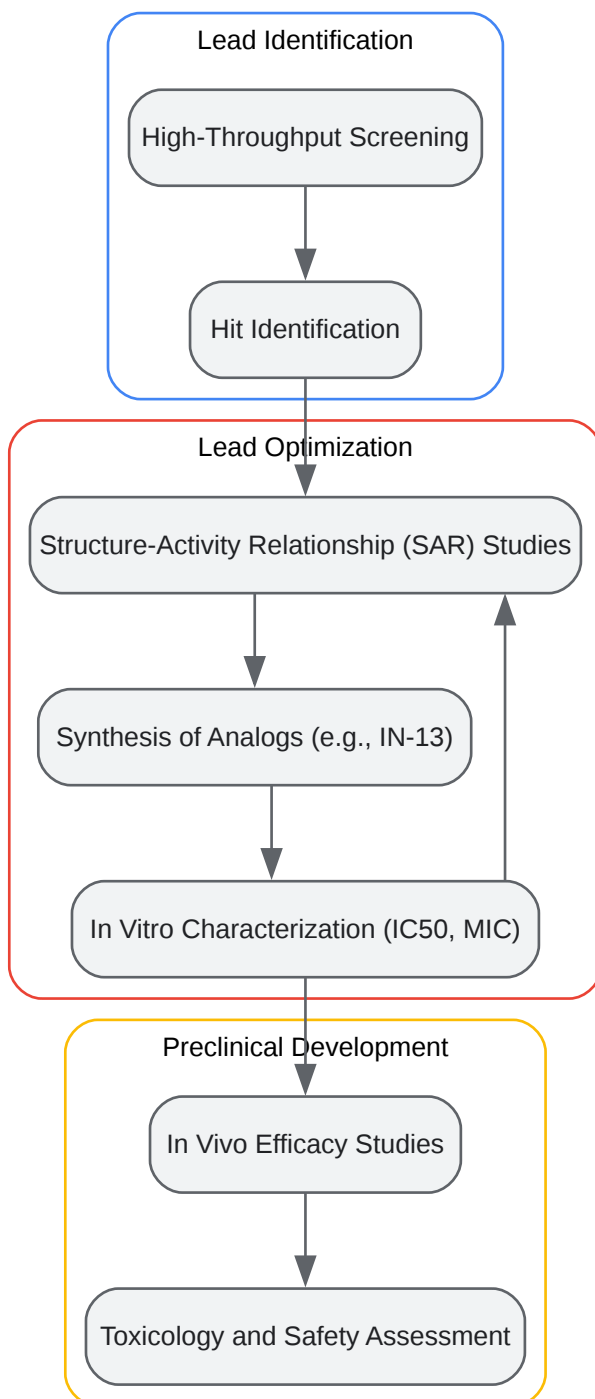 Lead Identification
High-Throughput Screening
Hit Identification
Lead Optimization
Structure-Activity Relationship (SAR) Studies
Synthesis of Analogs (e.g., IN-13)
In Vitro Characterization (IC50, MIC)
Preclinical Development
In Vivo Efficacy Studies
Toxicology and Safety Assessment